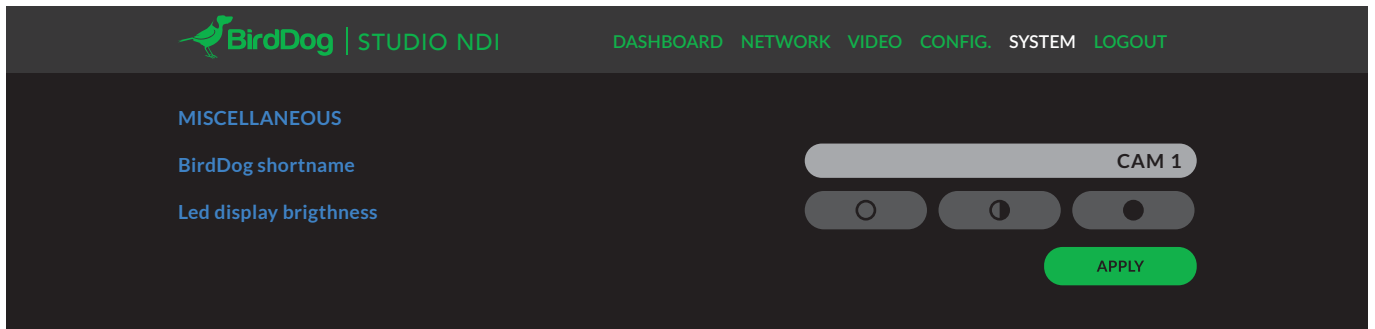 BirdDog | STUDIO NDI DASHBOARD NETWORK VIDEO CONFIG. SYSTEM LOGOUT
MISCELLANEOUS
BirdDog shortname CAM 1
Led display brigthness
APPLY